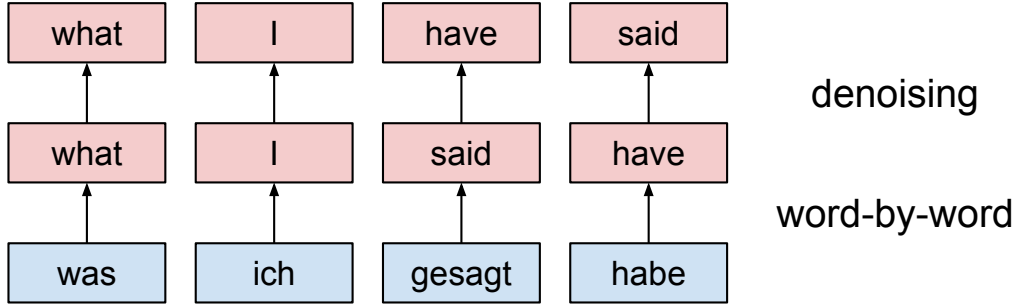 what I have said
denoising
what I said have
word-by-word
was ich gesagt habe